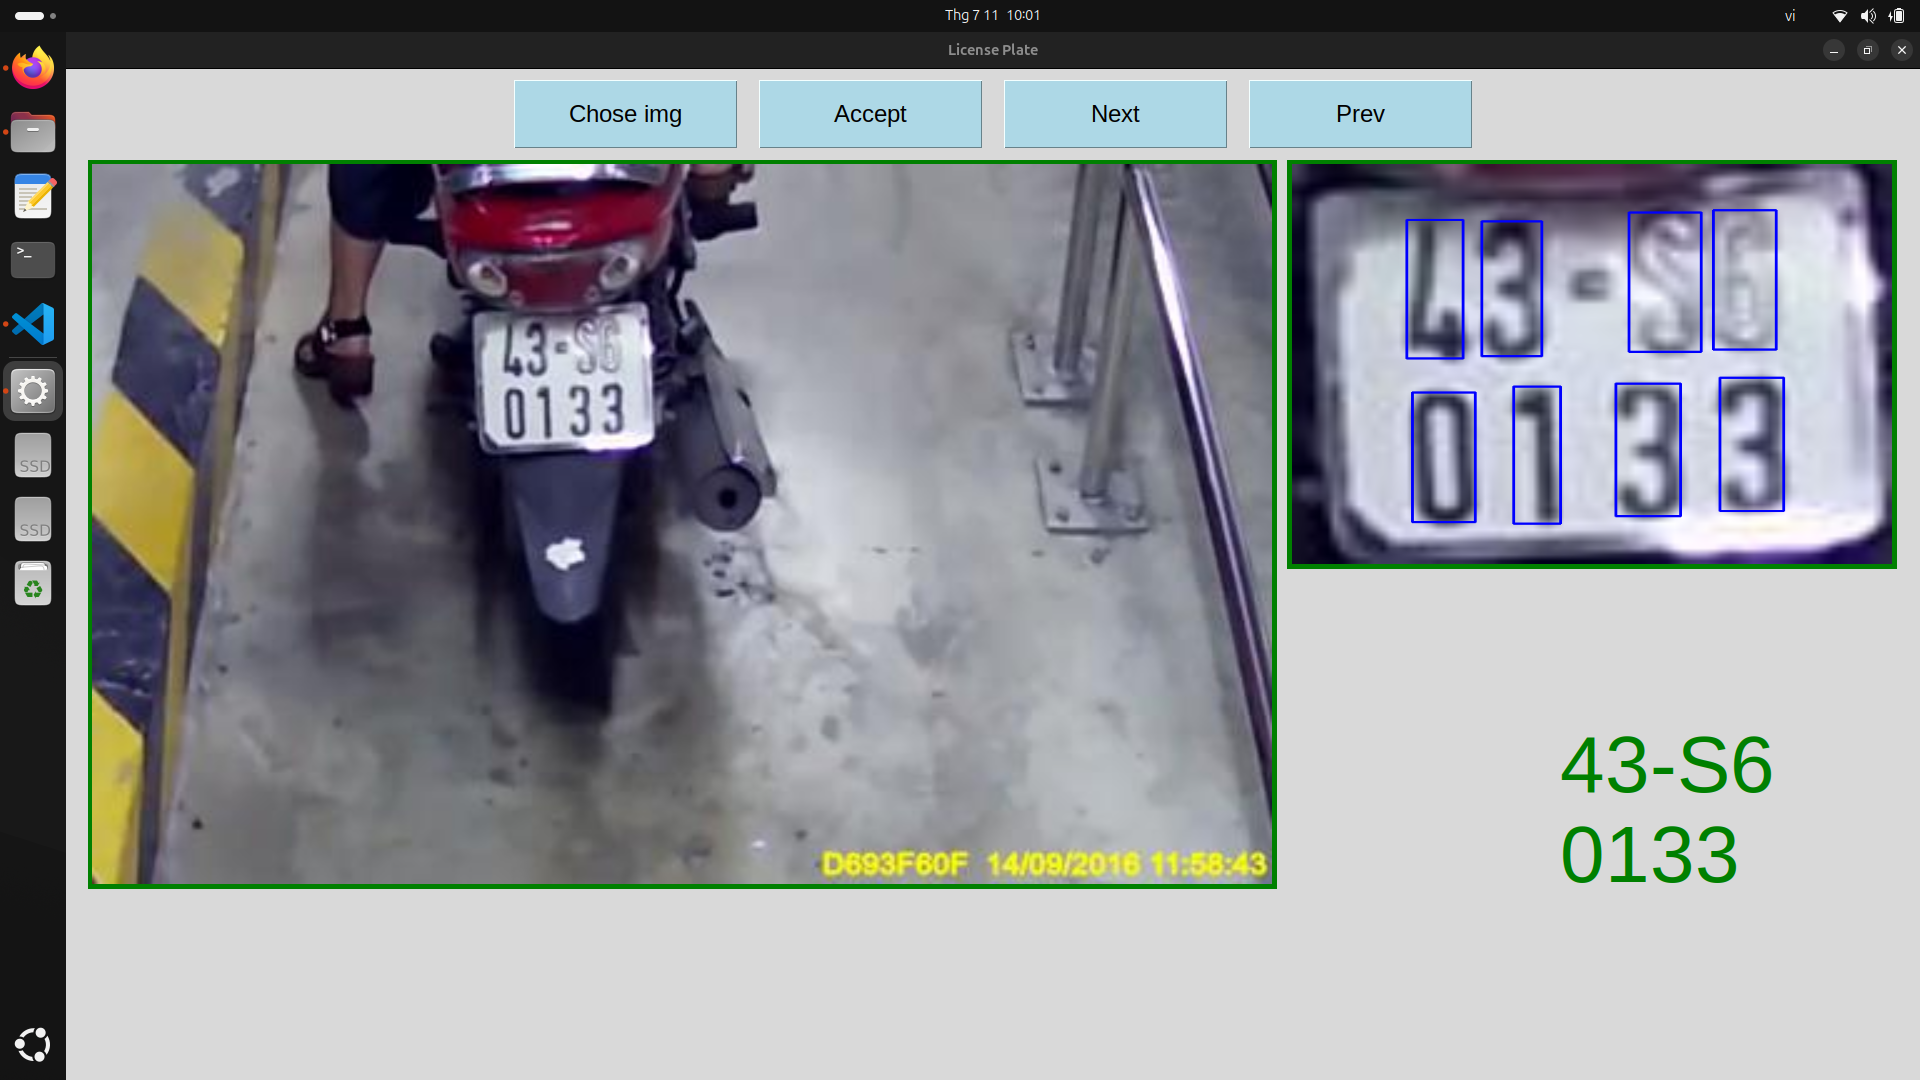 Thg 7 11 10:01
vi
License Plate
Chose img
Accept
Next
Prev
43-S6
0133
D693F60F 14/09/2016 11:58:43
43-S6
0133
43-S6
0133
>_
SSD
SSD